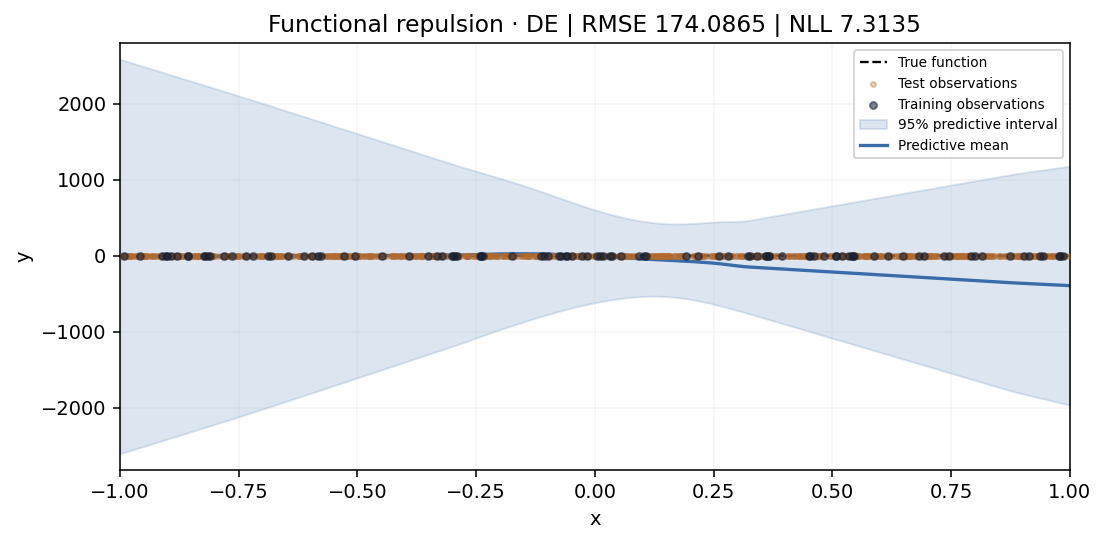 Functional repulsion · DE | RMSE 174.0865 | NLL 7.3135
True function
Test observations
Training observations
95% predictive interval
Predictive mean
2000
1000
0
−1000
−2000
y
−1.00
−0.75
−0.50
−0.25
0.00
0.25
0.50
0.75
1.00
x